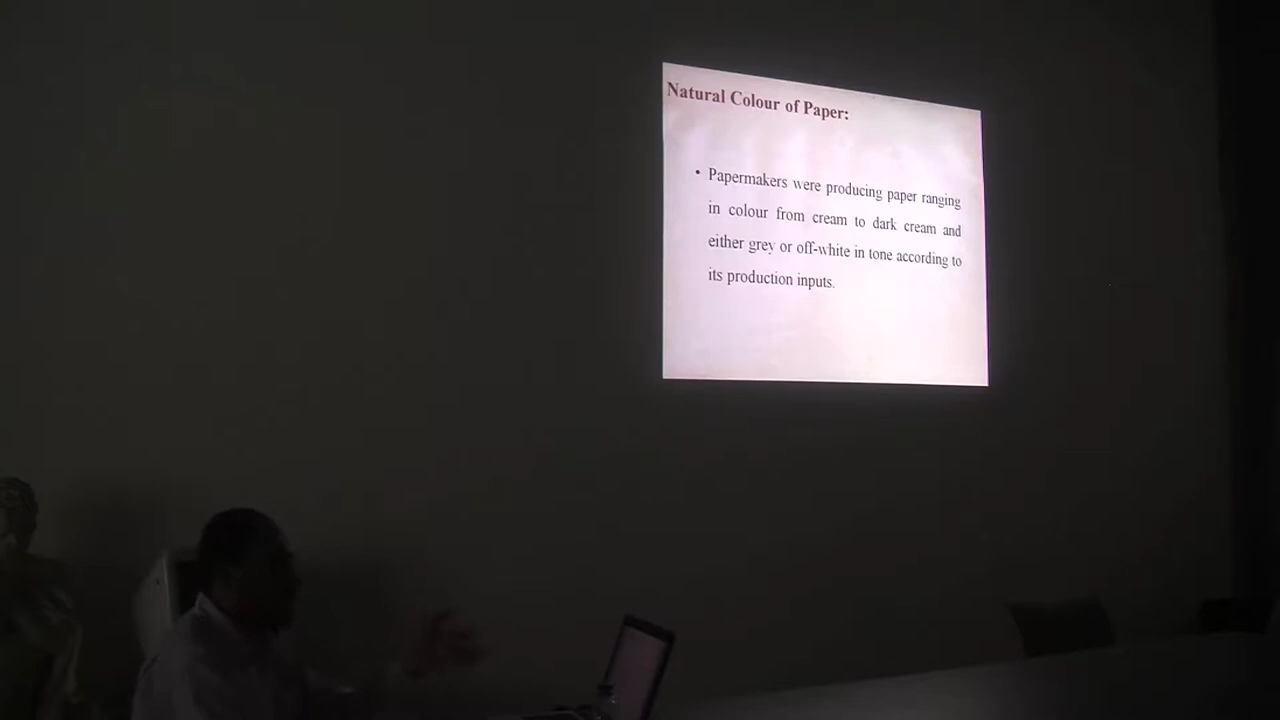 Natural Colour of Paper:
• Papermakers were producing paper ranging
in colour from cream to dark cream and
either grey or off-white in tone according to
its production inputs.